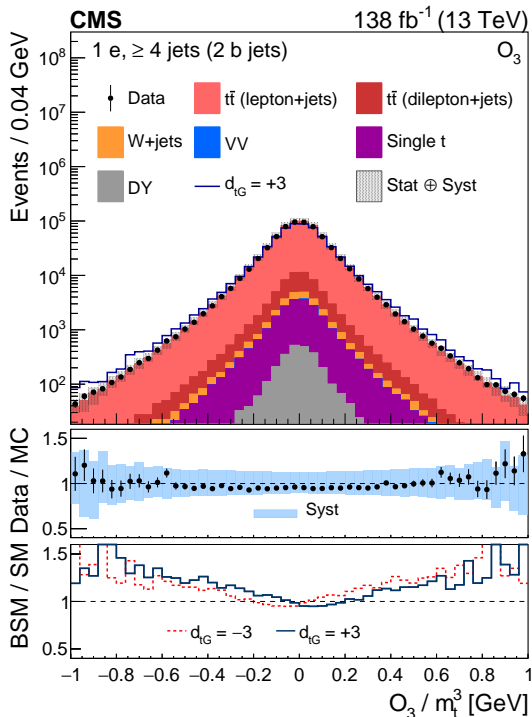 CMS 138 fb⁻¹ (13 TeV)
1 e, ≥ 4 jets (2 b jets) O₃
Data tt̄ (lepton+jets) tt̄ (dilepton+jets)
W+jets VV Single t
DY d_tG = +3 Stat ⊕ Syst
Events / 0.04 GeV
10⁸
10⁷
10⁶
10⁵
10⁴
10³
10²
Data / MC
1.5
1
0.5
Syst
BSM / SM
1.5
1
0.5
d_tG = −3 d_tG = +3
−1 −0.8 −0.6 −0.4 −0.2 0 0.2 0.4 0.6 0.8 1
O₃ / m_t³ [GeV]